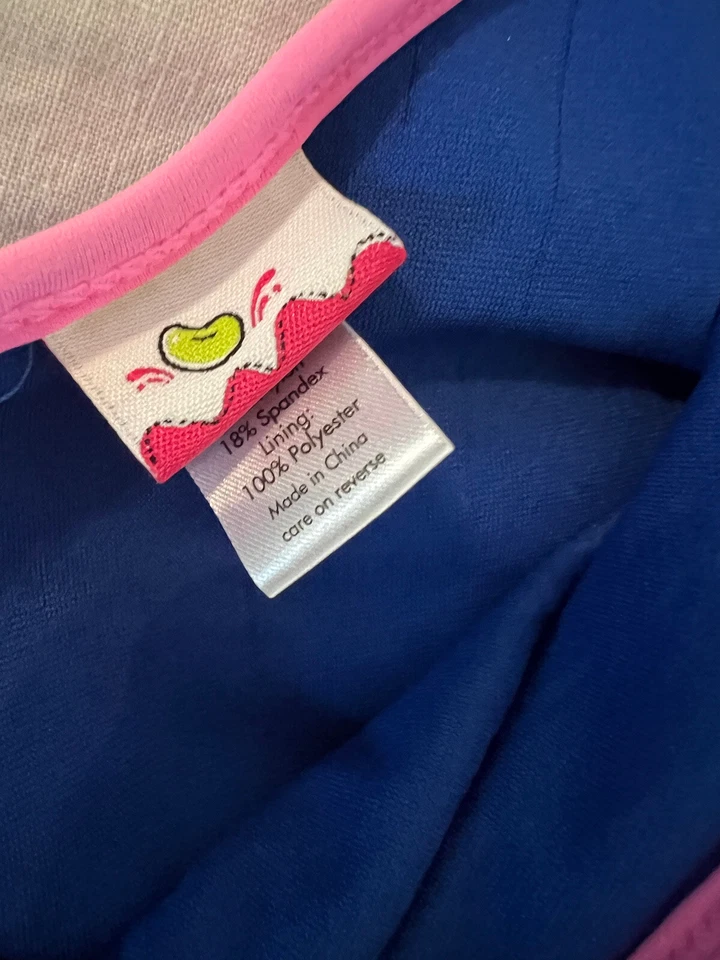 18% Spandex
Lining:
100% Polyester
Made in China
care on reverse